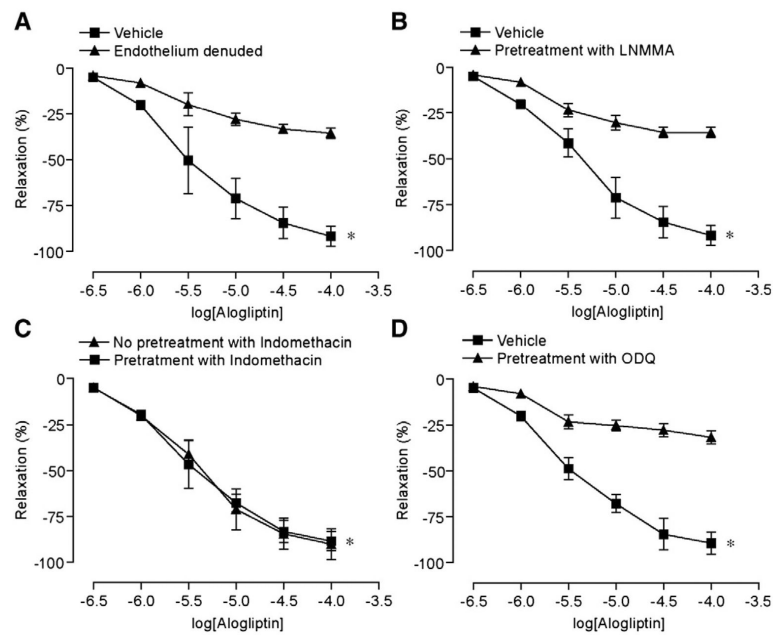 A
Vehicle
Endothelium denuded
0
-25
-50
-75
-100
Relaxation (%)
*
-6.5 -6.0 -5.5 -5.0 -4.5 -4.0 -3.5
log[Alogliptin]
B
Vehicle
Pretreatment with LNMMA
0
-25
-50
-75
-100
Relaxation (%)
*
-6.5 -6.0 -5.5 -5.0 -4.5 -4.0 -3.5
log[Alogliptin]
C
No pretreatment with Indomethacin
Pretratment with Indomethacin
0
-25
-50
-75
-100
Relaxation (%)
*
-6.5 -6.0 -5.5 -5.0 -4.5 -4.0 -3.5
log[Alogliptin]
D
Vehicle
Pretreatment with ODQ
0
-25
-50
-75
-100
Relaxation (%)
*
-6.5 -6.0 -5.5 -5.0 -4.5 -4.0 -3.5
log[Alogliptin]